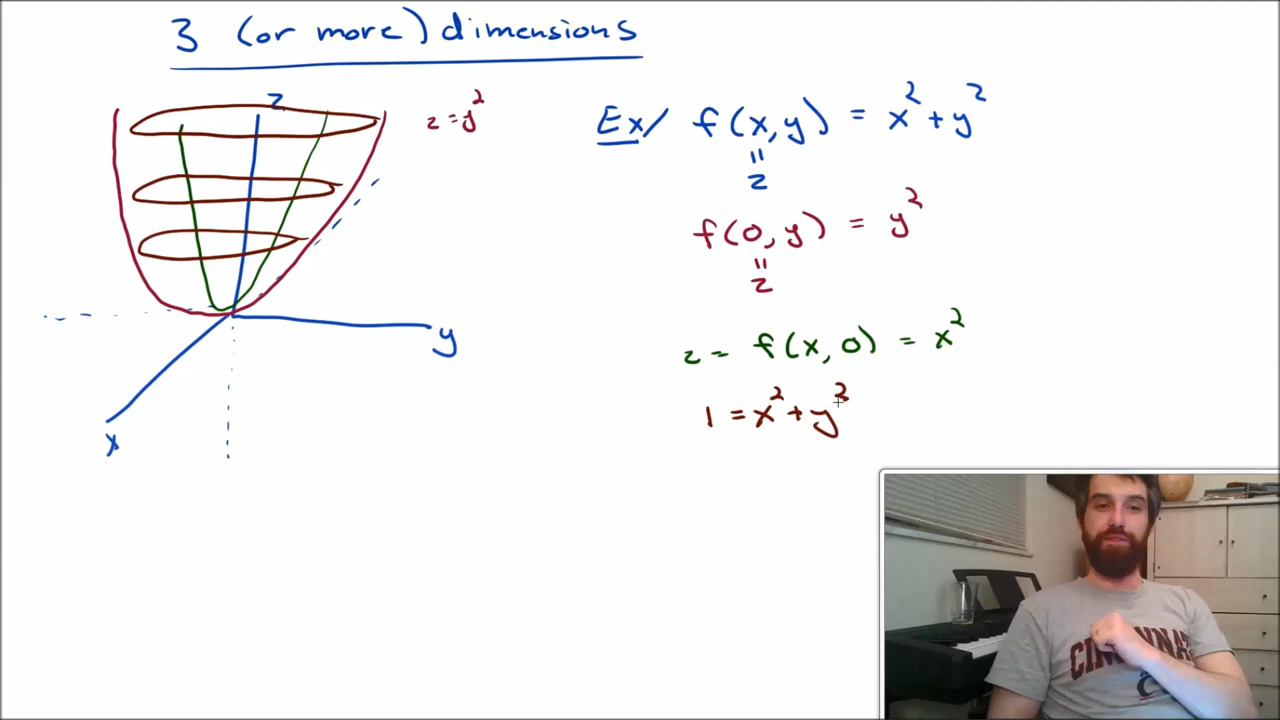 3 (or more) dimensions
z
z = y²
Ex/ f(x,y) = x² + y²
=
z
f(0,y) = y²
=
z
y
z = f(x,0) = x²
1 = x² + y²
x